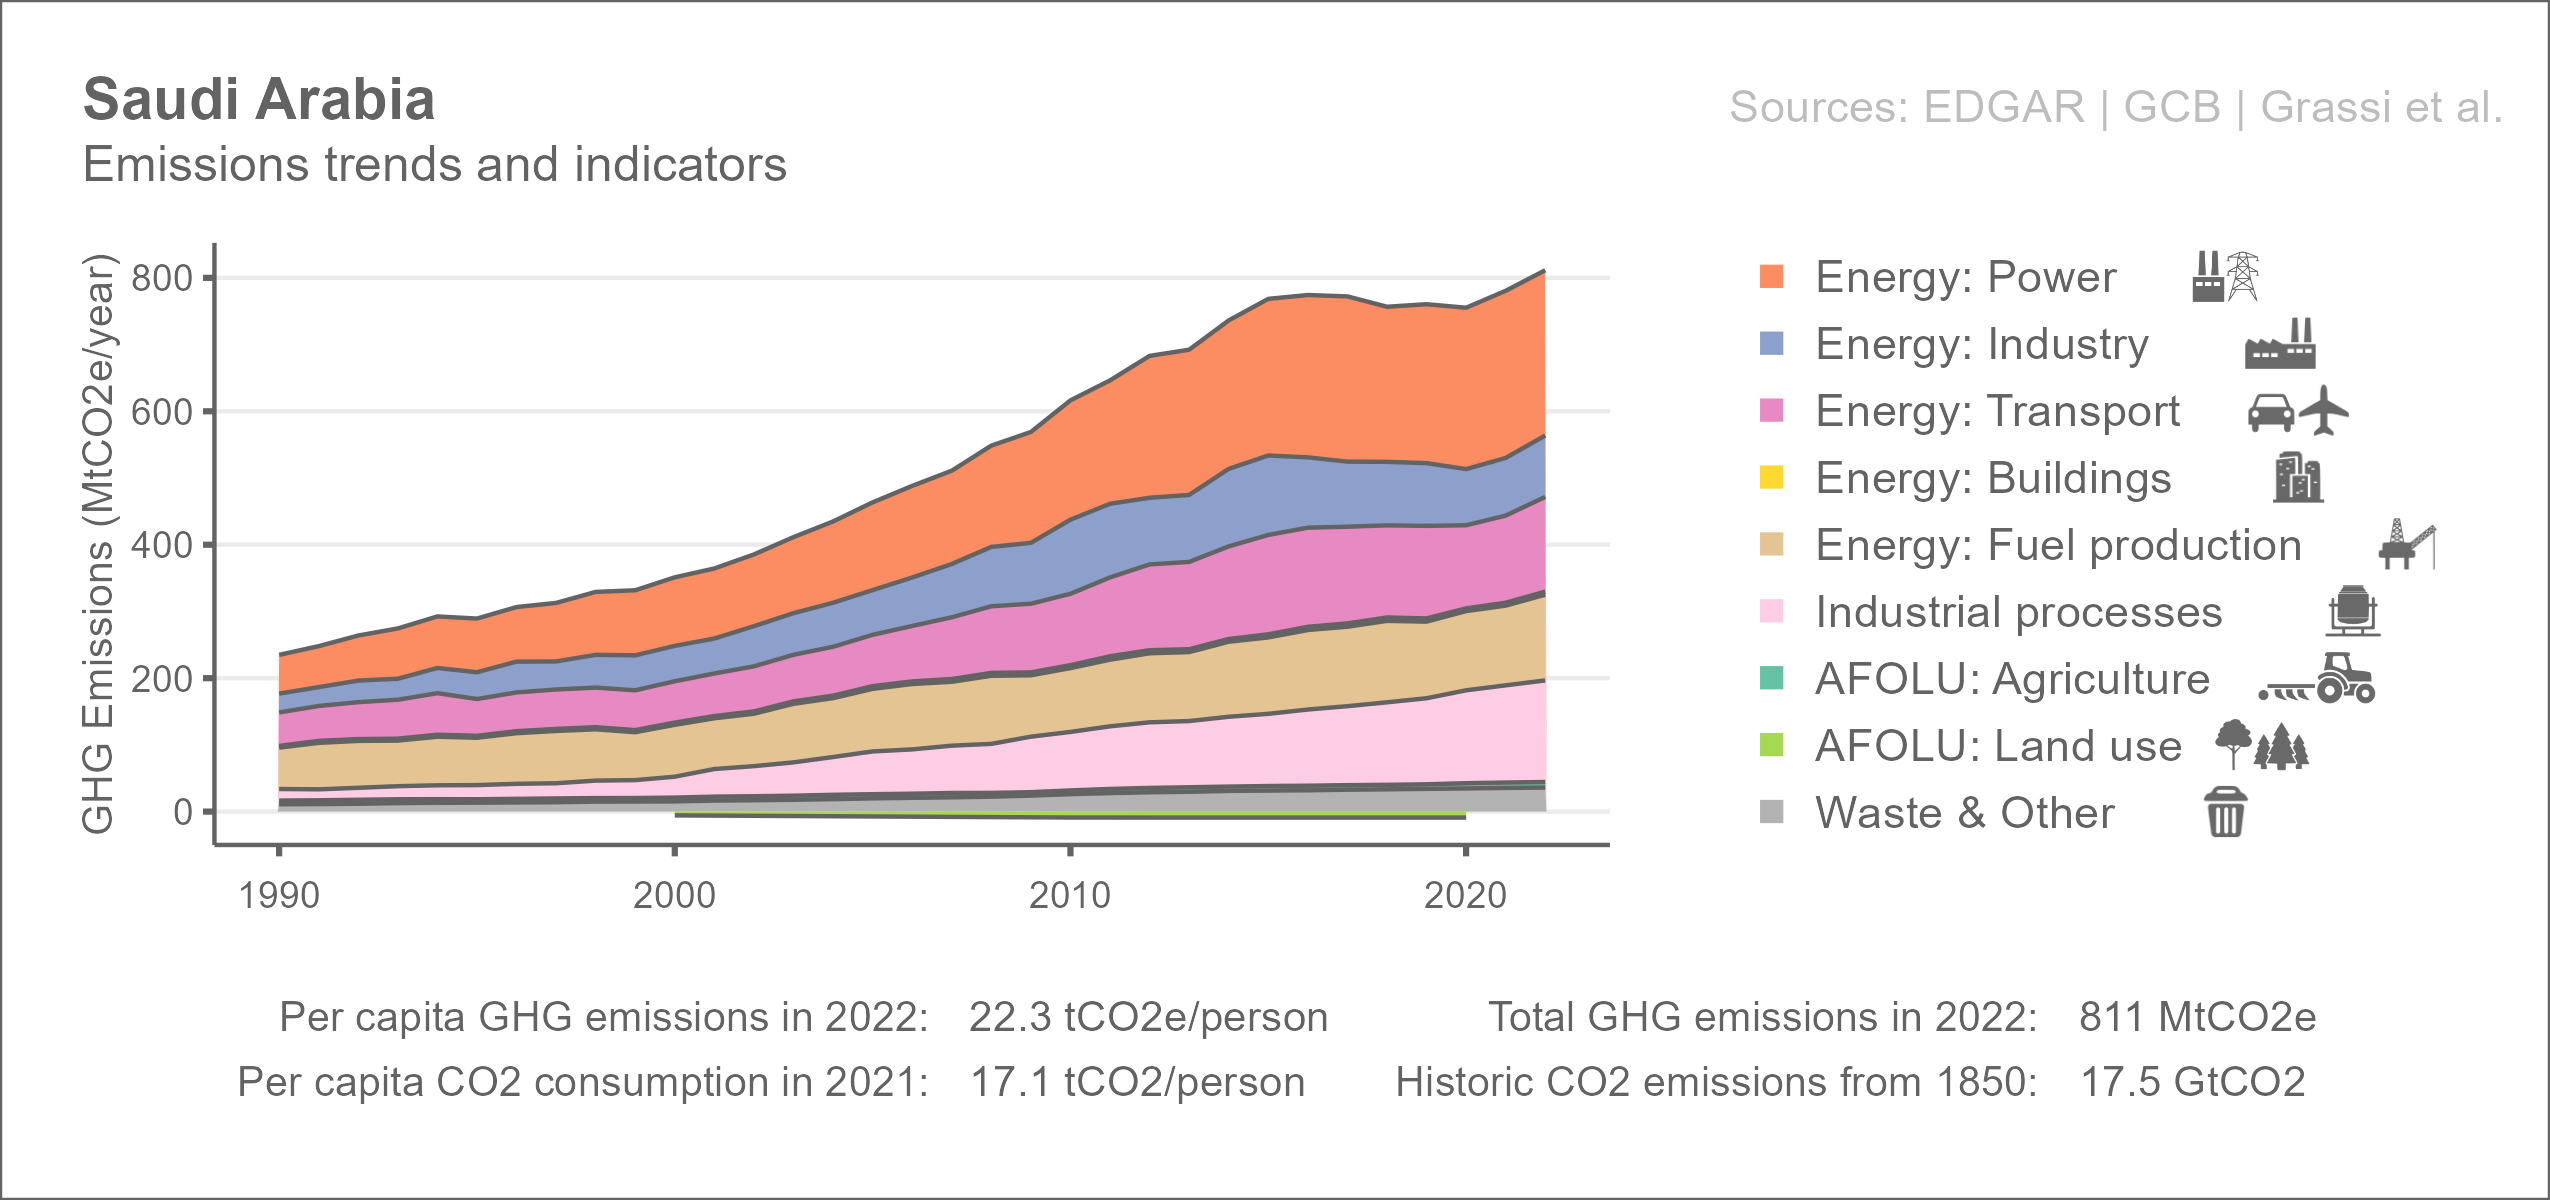 Saudi Arabia
Sources: EDGAR | GCB | Grassi et al.
Emissions trends and indicators
GHG Emissions (MtCO2e/year)
800
600
400
200
0
1990
2000
2010
2020
Energy: Power
Energy: Industry
Energy: Transport
Energy: Buildings
Energy: Fuel production
Industrial processes
AFOLU: Agriculture
AFOLU: Land use
Waste & Other
Per capita GHG emissions in 2022: 22.3 tCO2e/person
Total GHG emissions in 2022: 811 MtCO2e
Per capita CO2 consumption in 2021: 17.1 tCO2/person
Historic CO2 emissions from 1850: 17.5 GtCO2